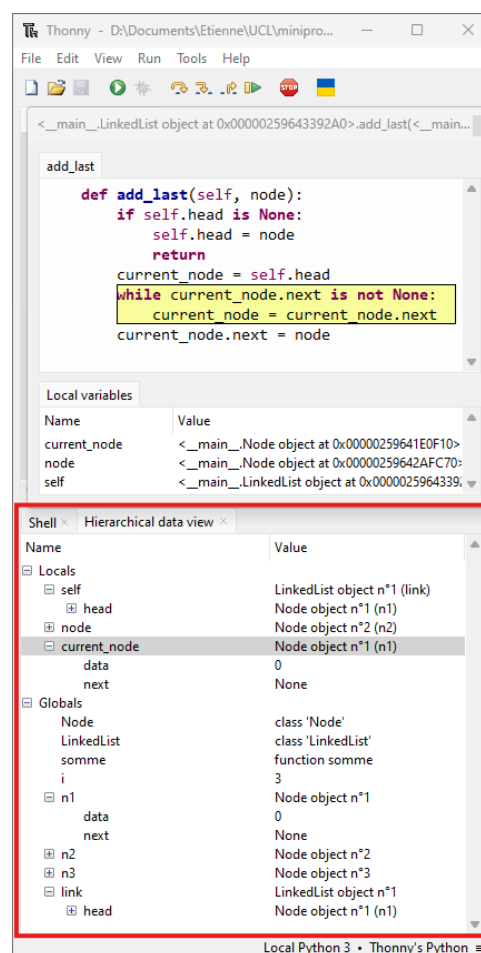 Thonny - D:\Documents\Etienne\UCL\minipro...
File Edit View Run Tools Help
STOP
<__main__.LinkedList object at 0x00000259643392A0>.add_last(<__main...
add_last
def add_last(self, node):
if self.head is None:
self.head = node
return
current_node = self.head
while current_node.next is not None:
current_node = current_node.next
current_node.next = node
Local variables
Name Value
current_node <__main__.Node object at 0x00000259641E0F10>
node <__main__.Node object at 0x00000259642AFC70>
self <__main__.LinkedList object at 0x0000025964339
Shell × Hierarchical data view ×
Name Value
Locals
self LinkedList object n°1 (link)
head Node object n°1 (n1)
node Node object n°2 (n2)
current_node Node object n°1 (n1)
data 0
next None
Globals
Node class 'Node'
LinkedList class 'LinkedList'
somme function somme
i 3
n1 Node object n°1
data 0
next None
n2 Node object n°2
n3 Node object n°3
link LinkedList object n°1
head Node object n°1 (n1)
Local Python 3 • Thonny's Python ≡